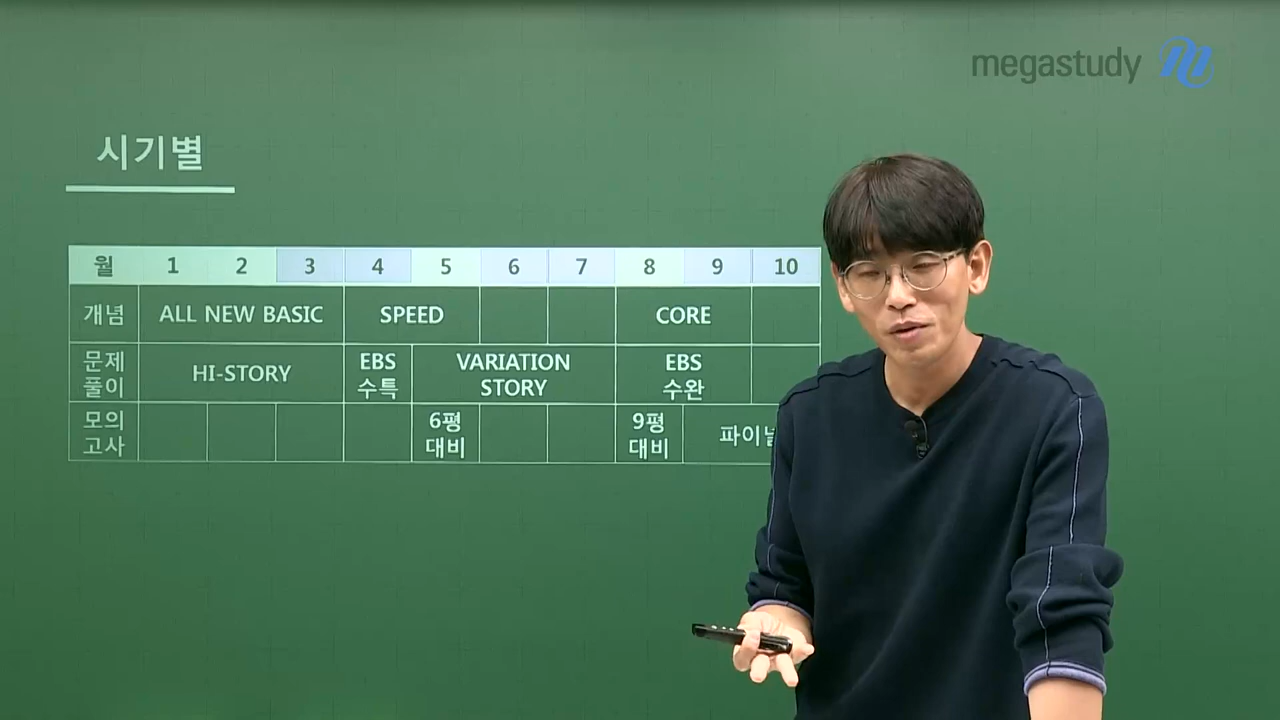 megastudy
시기별
월 1 2 3 4 5 6 7 8 9 10
개념 ALL NEW BASIC SPEED CORE
문제
풀이
HI-STORY
EBS
수특
VARIATION
STORY
EBS
수완
모의
고사
6평
대비
9평
대비